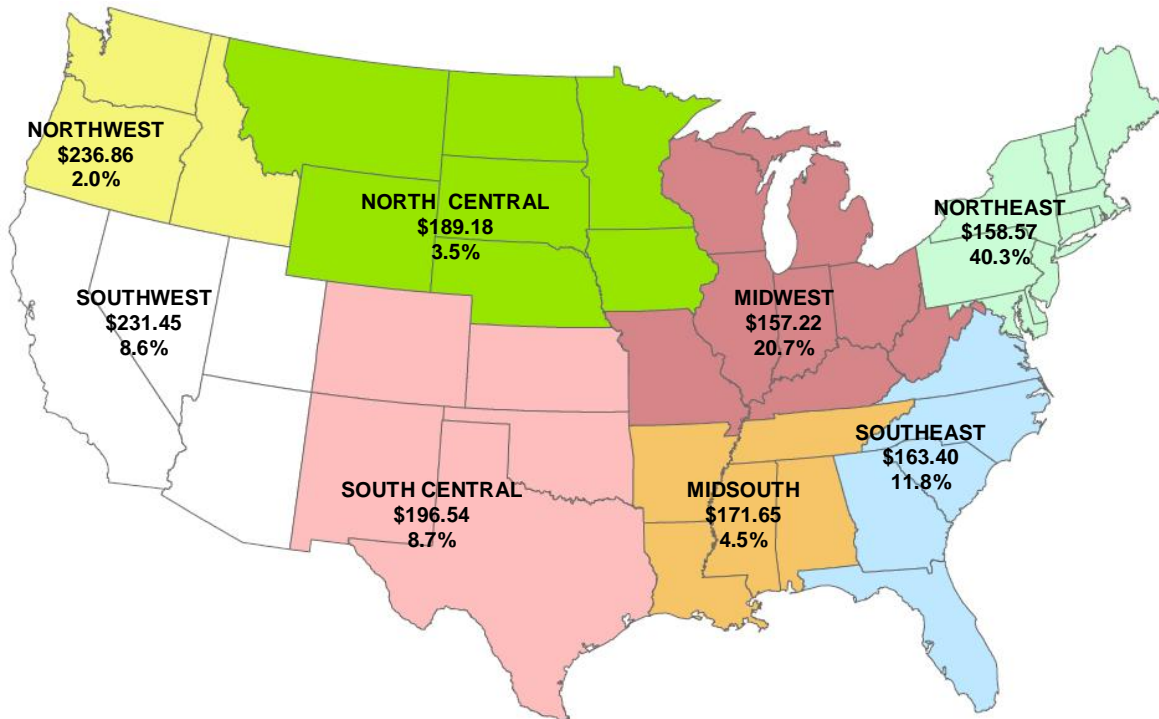 NORTHWEST
$236.86
2.0%
NORTH CENTRAL
$189.18
3.5%
NORTHEAST
$158.57
40.3%
SOUTHWEST
$231.45
8.6%
MIDWEST
$157.22
20.7%
SOUTHEAST
$163.40
11.8%
SOUTH CENTRAL
$196.54
8.7%
MIDSOUTH
$171.65
4.5%